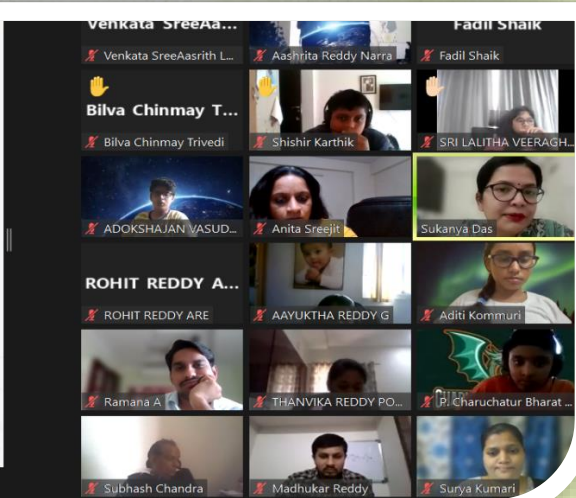 Venkata SreeAa...
Fadil Shaik
Venkata SreeAasrith L...
Aashrita Reddy Narra
Fadil Shaik
Bilva Chinmay T...
Bilva Chinmay Trivedi
Shishir Karthik
SRI LALITHA VEERAGH...
ADOKSHAJAN VASUD...
Anita Sreejit
Sukanya Das
ROHIT REDDY A...
ROHIT REDDY ARE
AAYUKTHA REDDY G
Aditi Kommuri
Ramana A
THANVIKA REDDY PO...
P. Charuchatur Bharat ...
Subhash Chandra
Madhukar Reddy
Surya Kumari